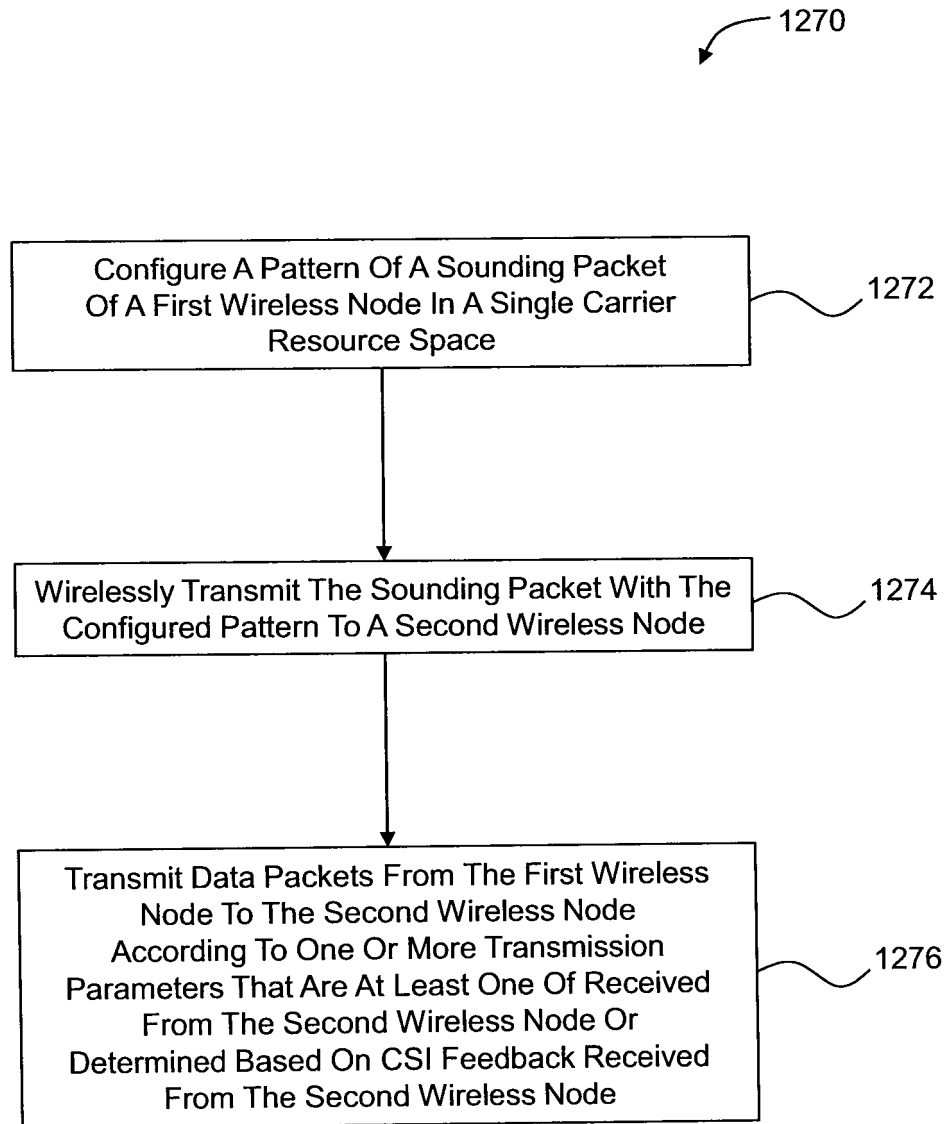 1270
Configure A Pattern Of A Sounding Packet
Of A First Wireless Node In A Single Carrier
Resource Space
1272
Wirelessly Transmit The Sounding Packet With The
Configured Pattern To A Second Wireless Node
1274
Transmit Data Packets From The First Wireless
Node To The Second Wireless Node
According To One Or More Transmission
Parameters That Are At Least One Of Received
From The Second Wireless Node Or
Determined Based On CSI Feedback Received
From The Second Wireless Node
1276